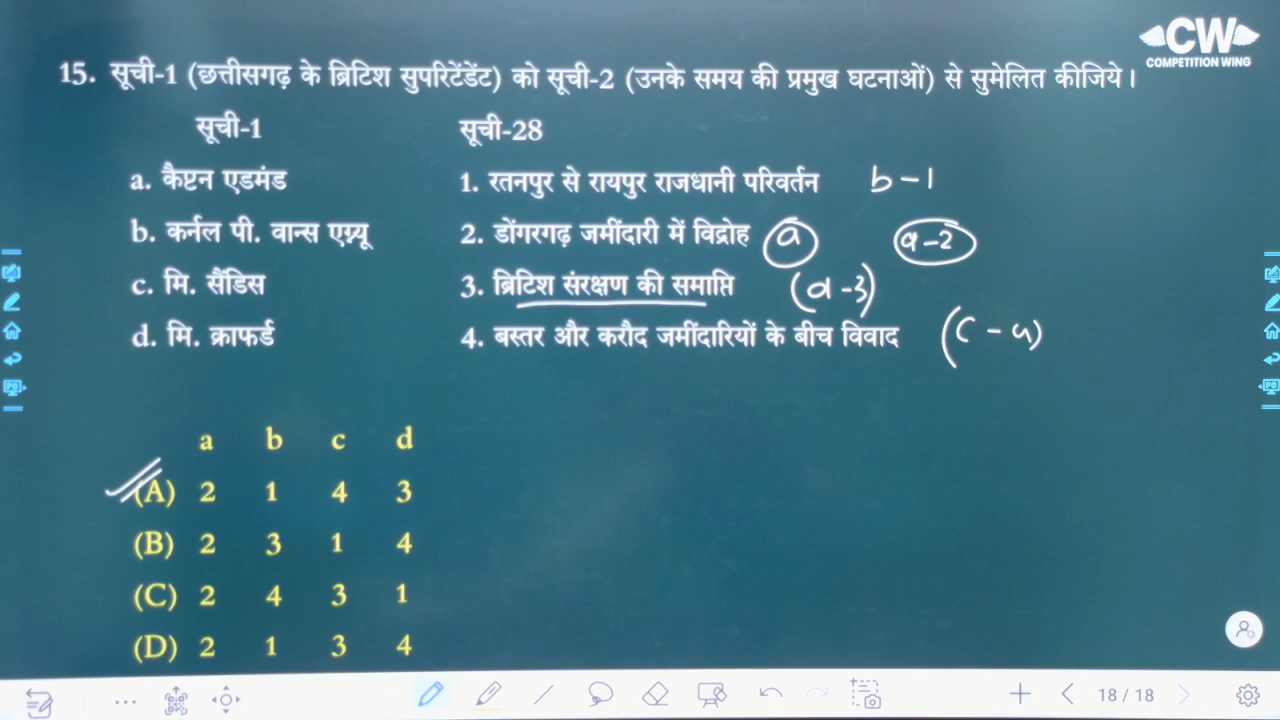 CW
COMPETITION WING
15. सूची-1 (छत्तीसगढ़ के ब्रिटिश सुपरिटेंडेंट) को सूची-2 (उनके समय की प्रमुख घटनाओं) से सुमेलित कीजिये।
सूची-1 सूची-28
a. कैप्टन एडमंड 1. रतनपुर से रायपुर राजधानी परिवर्तन b-1
b. कर्नल पी. वान्स एग्न्यू 2. डोंगरगढ़ जमींदारी में विद्रोह a a-2
c. मि. सैंडिस 3. ब्रिटिश संरक्षण की समाप्ति (d-3)
d. मि. क्राफर्ड 4. बस्तर और करौद जमींदारियों के बीच विवाद (c-4)
a b c d
(A) 2 1 4 3
(B) 2 3 1 4
(C) 2 4 3 1
(D) 2 1 3 4
18 / 18